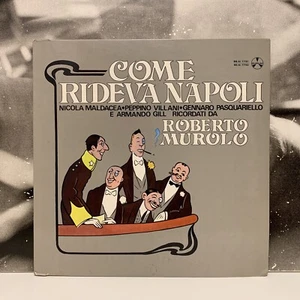 COME
RIDEVA NAPOLI
NICOLA MALDACEA•PEPPINO VILLANI•GENNARO PASQUARIELLO
E ARMANDO GILL RICORDATI DA
ROBERTO
MUROLO